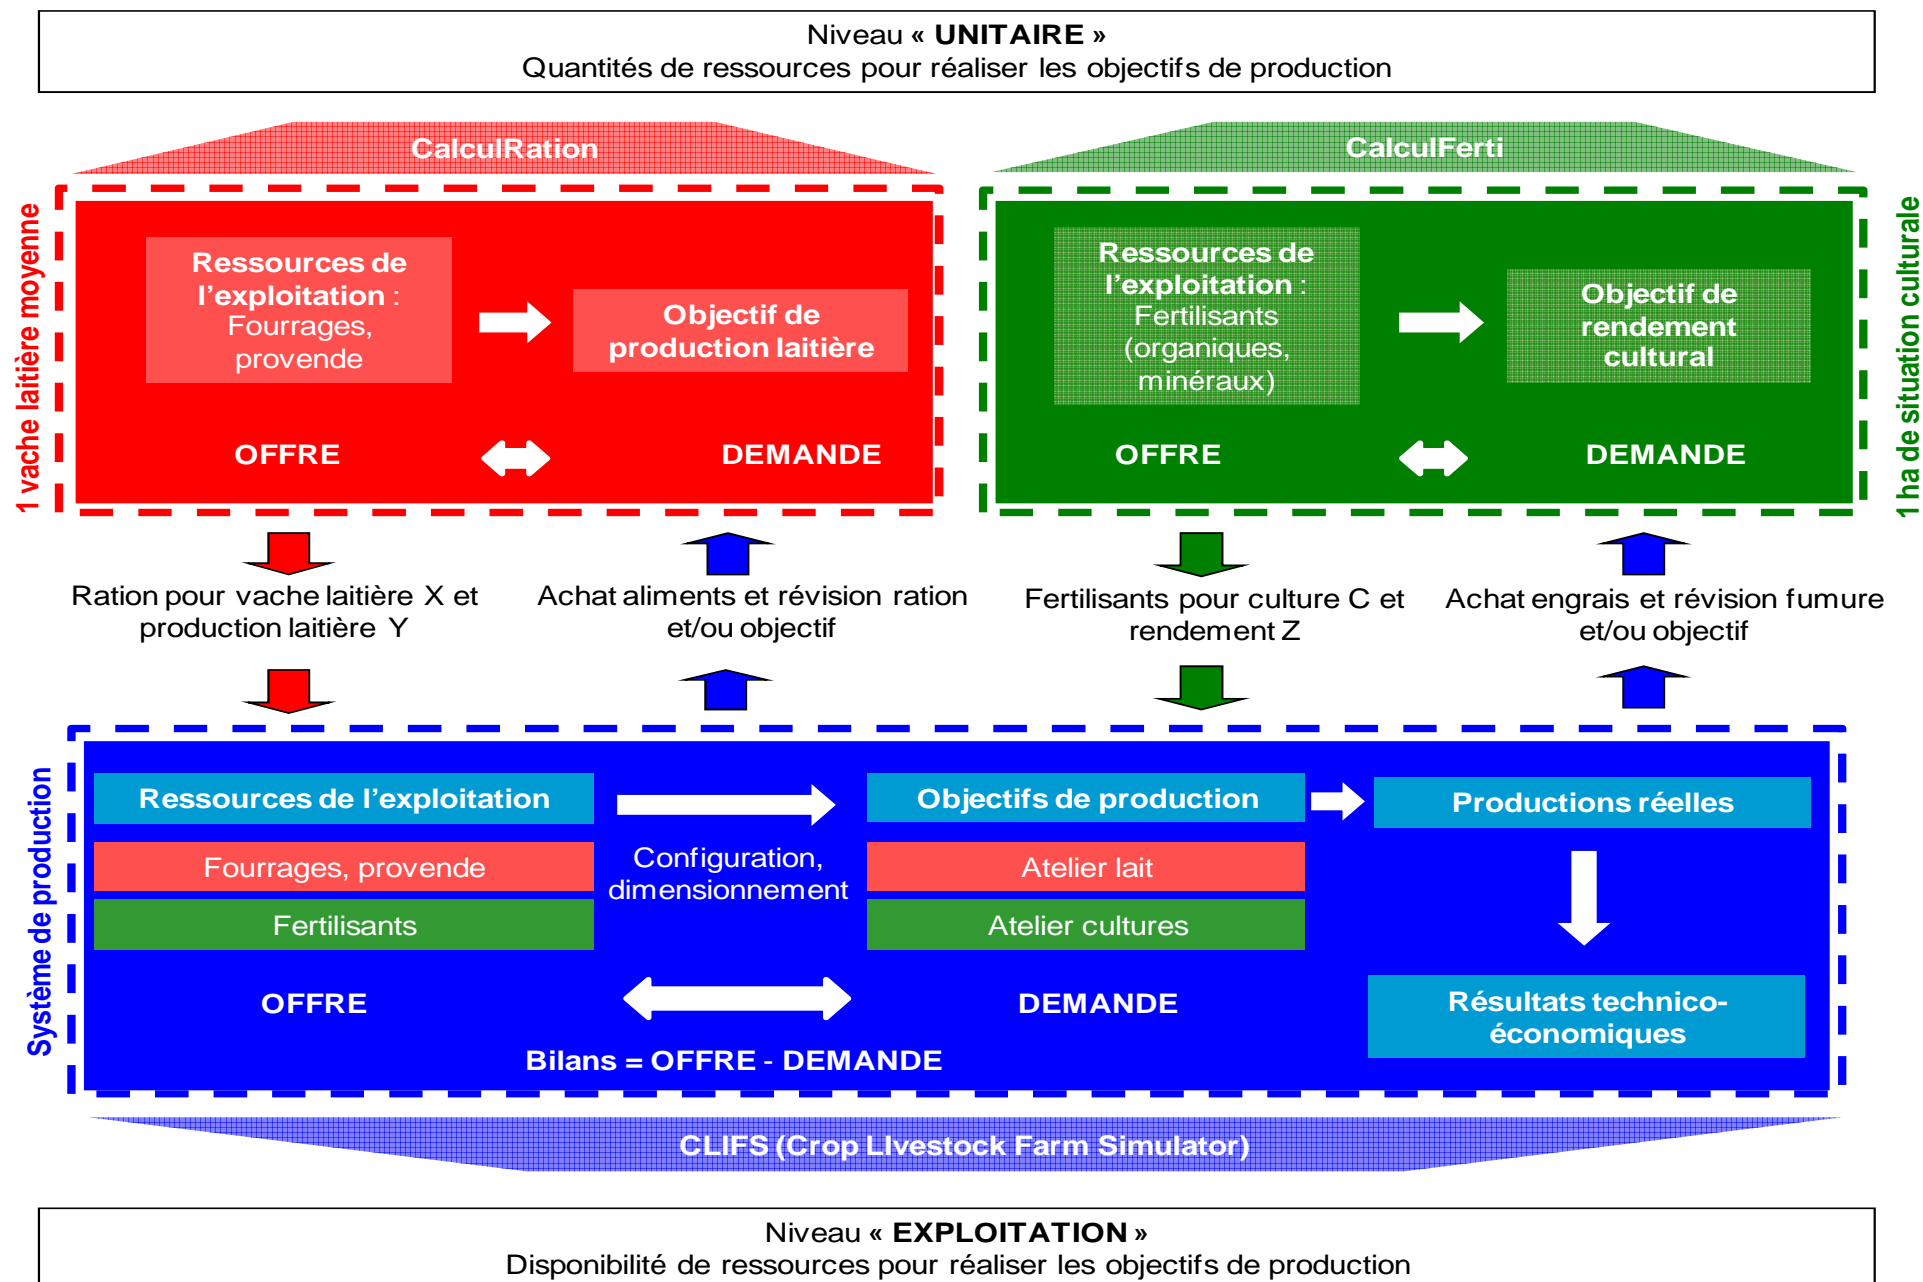 Niveau « UNITAIRE »
Quantités de ressources pour réaliser les objectifs de production
CalculRation
CalculFerti
1 vache laitière moyenne
Ressources de
l'exploitation :
Fourrages,
provende
Objectif de
production laitière
OFFRE
DEMANDE
Ressources de
l'exploitation :
Fertilisants
(organiques,
minéraux)
Objectif de
rendement
cultural
OFFRE
DEMANDE
1 ha de situation culturale
Ration pour vache laitière X et
production laitière Y
Achat aliments et révision ration
et/ou objectif
Fertilisants pour culture C et
rendement Z
Achat engrais et révision fumure
et/ou objectif
Système de production
Ressources de l'exploitation
Fourrages, provende
Fertilisants
Configuration,
dimensionnement
Objectifs de production
Atelier lait
Atelier cultures
Productions réelles
OFFRE
DEMANDE
Résultats technico-
économiques
Bilans = OFFRE - DEMANDE
CLIFS (Crop LIvestock Farm Simulator)
Niveau « EXPLOITATION »
Disponibilité de ressources pour réaliser les objectifs de production